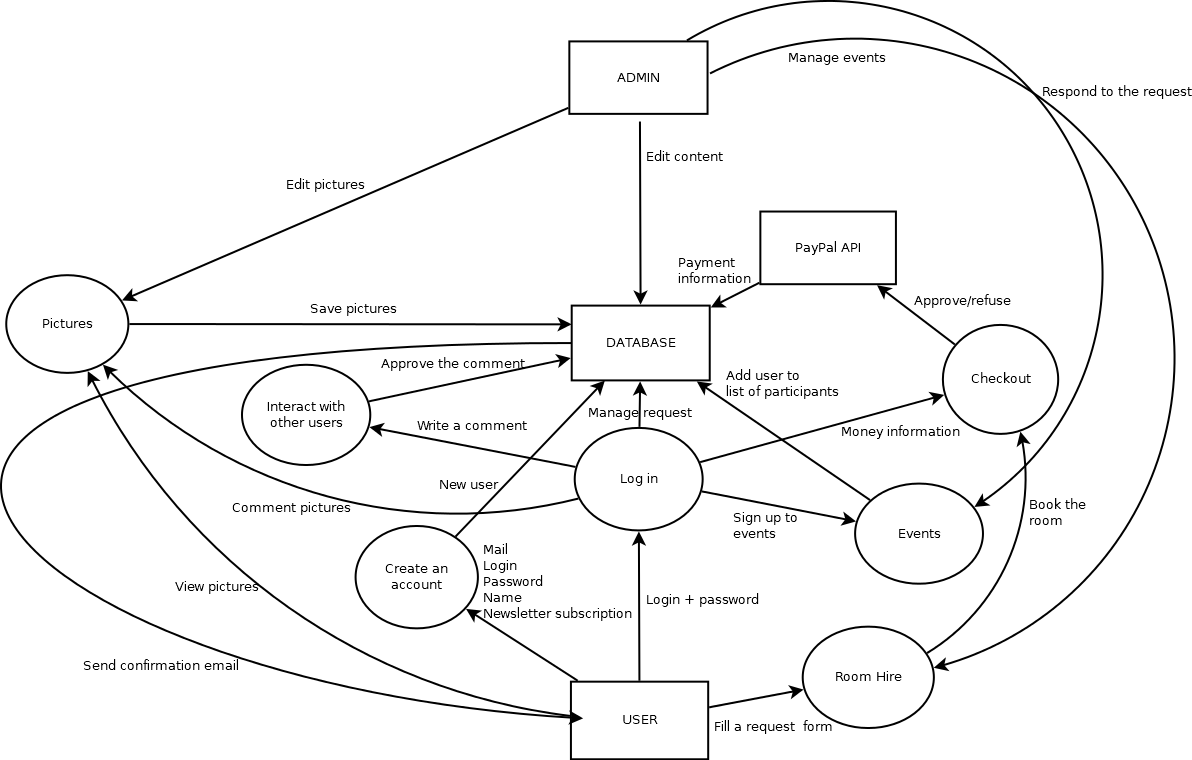 Manage events
ADMIN
Respond to the request
Edit content
Edit pictures
PayPal API
Payment
information
Approve/refuse
Save pictures
Pictures
DATABASE
Approve the comment
Add user to
list of participants
Checkout
Interact with
other users
Manage request
Write a comment
Money information
Log in
New user
Comment pictures
Sign up to
events
Events
Book the
room
Create an
account
Mail
Login
Password
Name
Newsletter subscription
View pictures
Login + password
Send confirmation email
Room Hire
USER
Fill a request  form